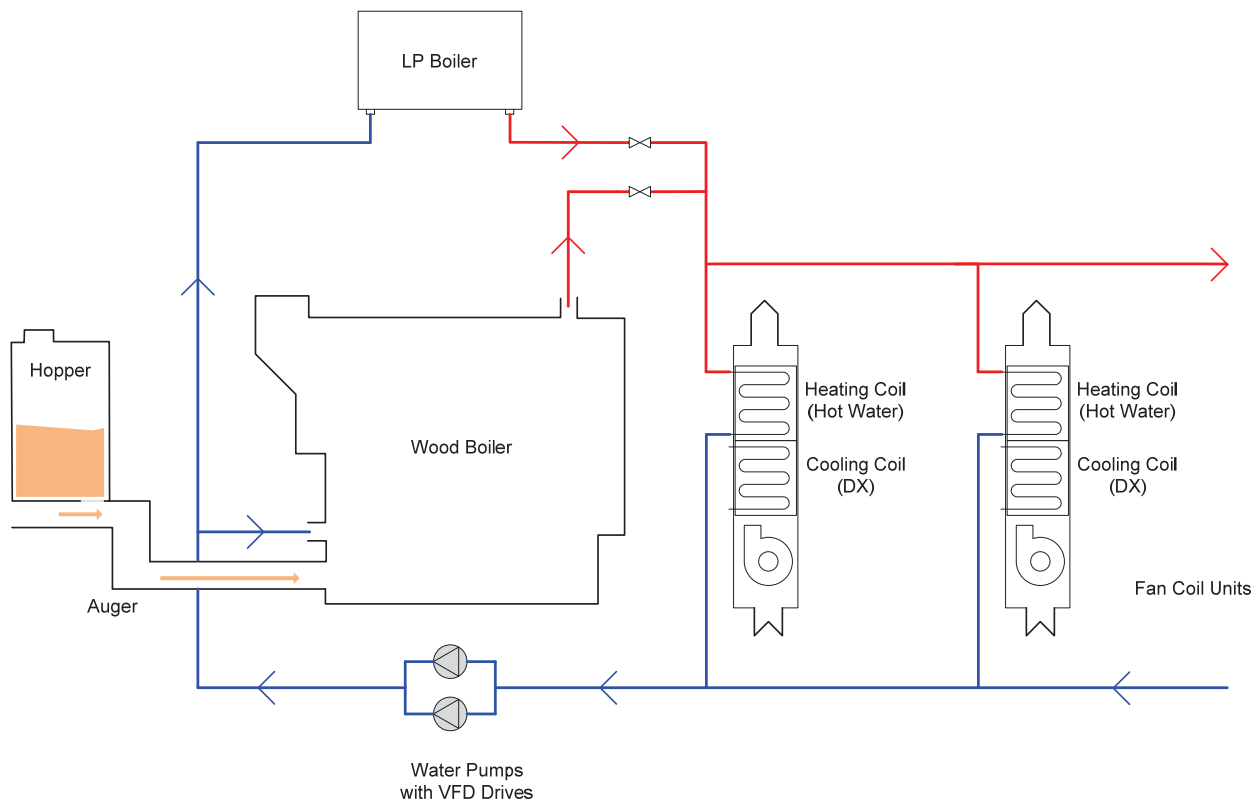 LP Boiler
Hopper
Wood Boiler
Heating Coil
(Hot Water)
Cooling Coil
(DX)
Heating Coil
(Hot Water)
Cooling Coil
(DX)
Auger
Fan Coil Units
Water Pumps
with VFD Drives